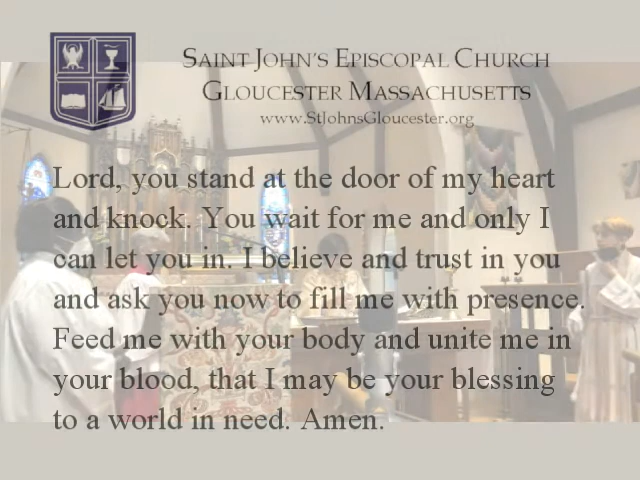 SAINT JOHN'S EPISCOPAL CHURCH
GLOUCESTER MASSACHUSETTS
www.StJohnsGloucester.org
Lord, you stand at the door of my heart
and knock. You wait for me and only I
can let you in. I believe and trust in you
and ask you now to fill me with presence.
Feed me with your body and unite me in
your blood, that I may be your blessing
to a world in need. Amen.